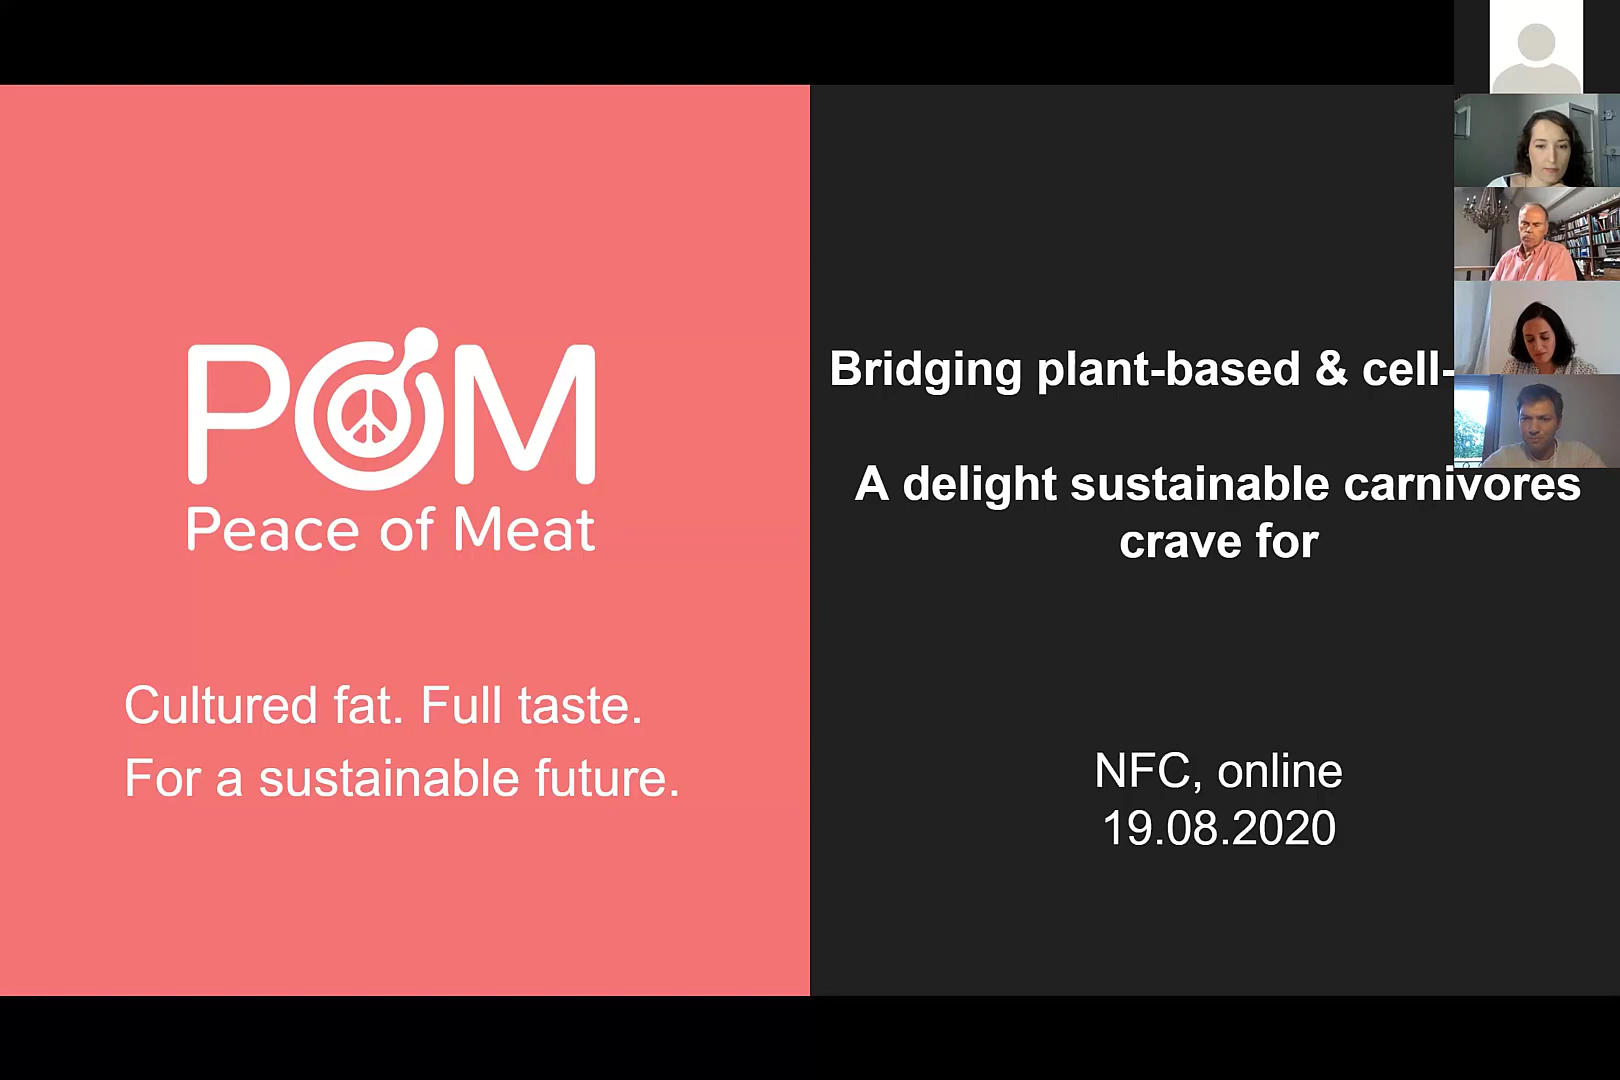 POM
Peace of Meat
Cultured fat. Full taste.
For a sustainable future.
Bridging plant-based & cell-
A delight sustainable carnivores
crave for
NFC, online
19.08.2020